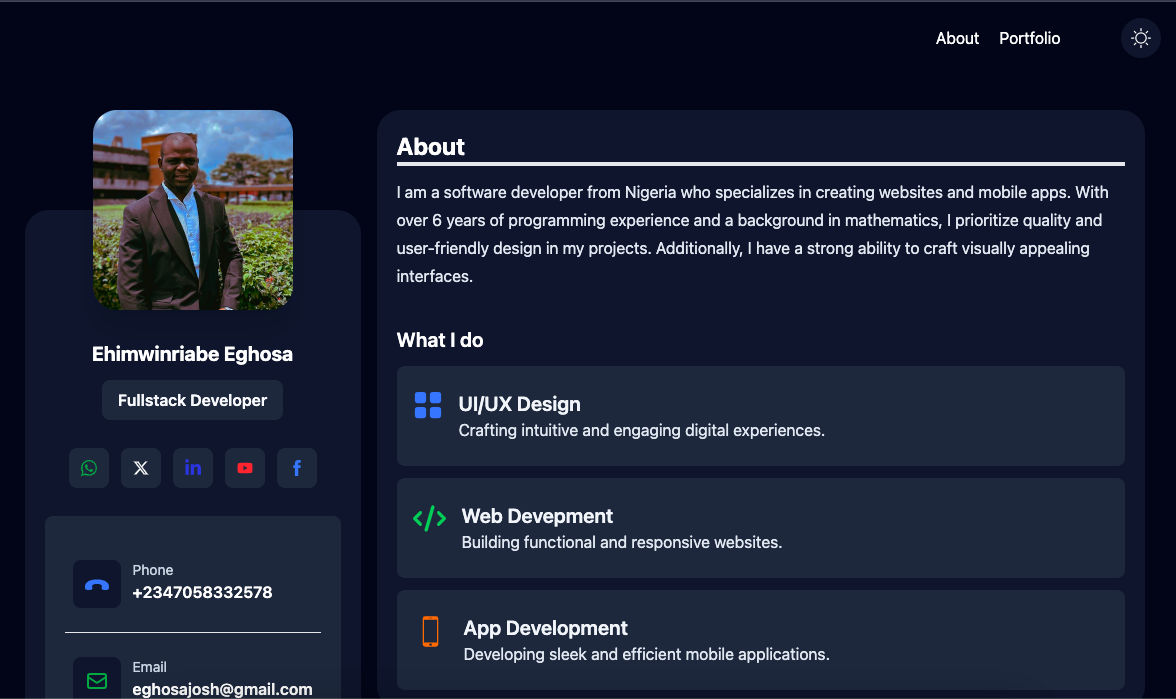 About
Portfolio
Ehimwinriabe Eghosa
Fullstack Developer
Phone
+2347058332578
Email
eghosajosh@gmail.com
About
I am a software developer from Nigeria who specializes in creating websites and mobile apps. With
over 6 years of programming experience and a background in mathematics, I prioritize quality and
user-friendly design in my projects. Additionally, I have a strong ability to craft visually appealing
interfaces.
What I do
UI/UX Design
Crafting intuitive and engaging digital experiences.
Web Devepment
Building functional and responsive websites.
App Development
Developing sleek and efficient mobile applications.